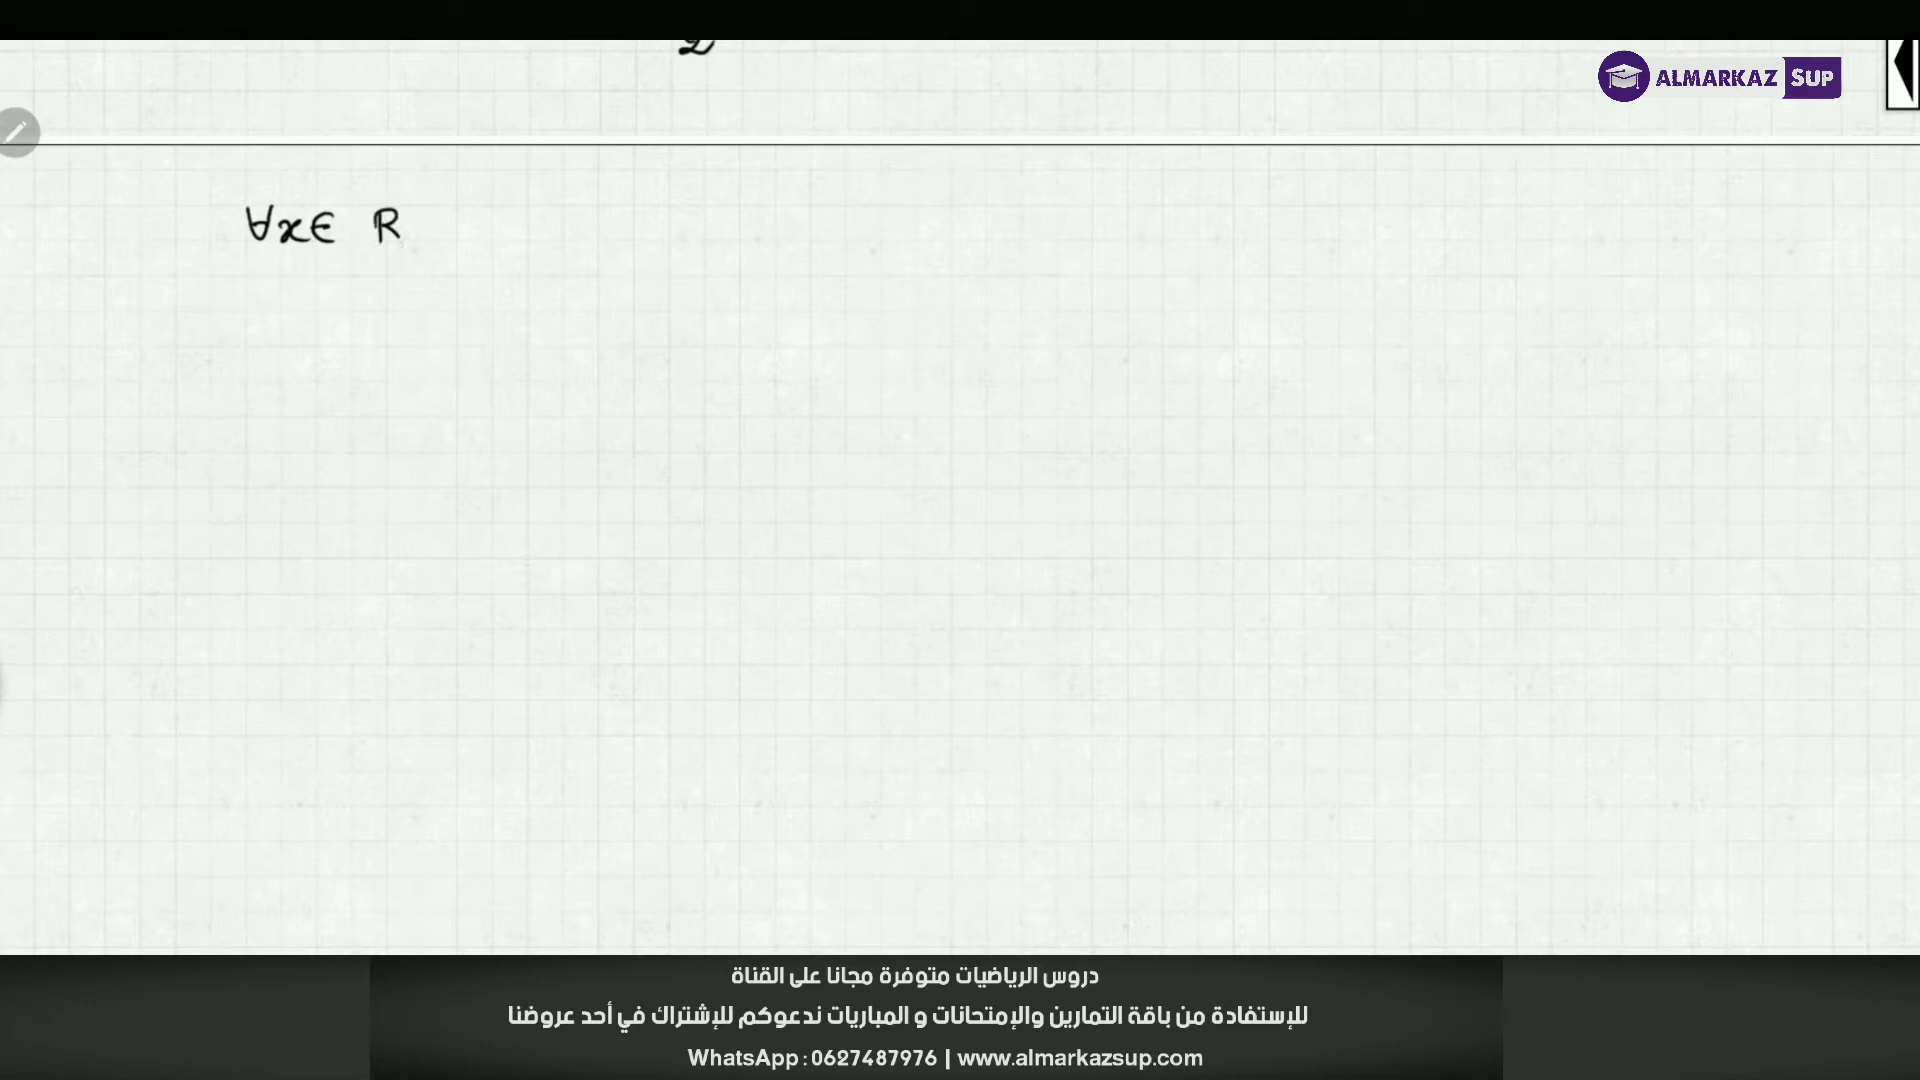 2
ALMARKAZ SUP
∀x∈ R
دروس الرياضيات متوفرة مجانا على القناة
للإستفادة من باقة التمارين والإمتحانات و المباريات ندعوكم للإشتراك في أحد عروضنا
WhatsApp : 0627487976 | www.almarkazsup.com